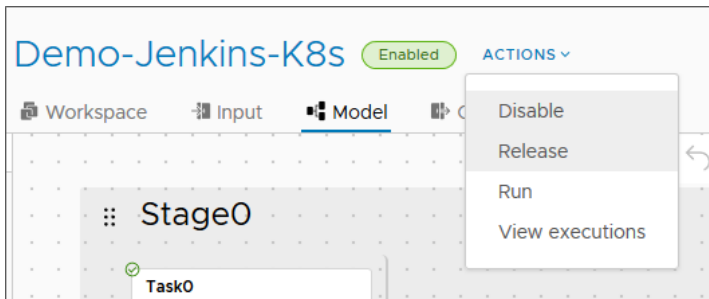 Demo-Jenkins-K8s Enabled ACTIONS
Workspace Input Model
Disable
Release
Run
View executions
Stage0
Task0